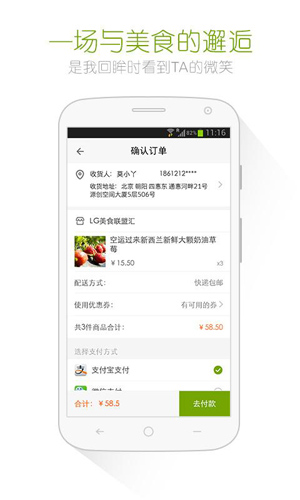 一场与美食的邂逅
是我回眸时看到TA的微笑
82% 11:16
确认订单
收货人: 莫小丫 1861212****
收货地址: 北京 朝阳 四惠东 通惠河畔21号
源创空间大厦5层506号
LG美食联盟汇
空运过来新西兰新鲜大颗奶油草
莓
¥ 15.50 x3
配送方式: 快递包邮
使用优惠券: 有可用的券
共3件商品合计: ¥ 58.50
选择支付方式
支付宝支付
微信支付
合计: ¥ 58.5 去付款